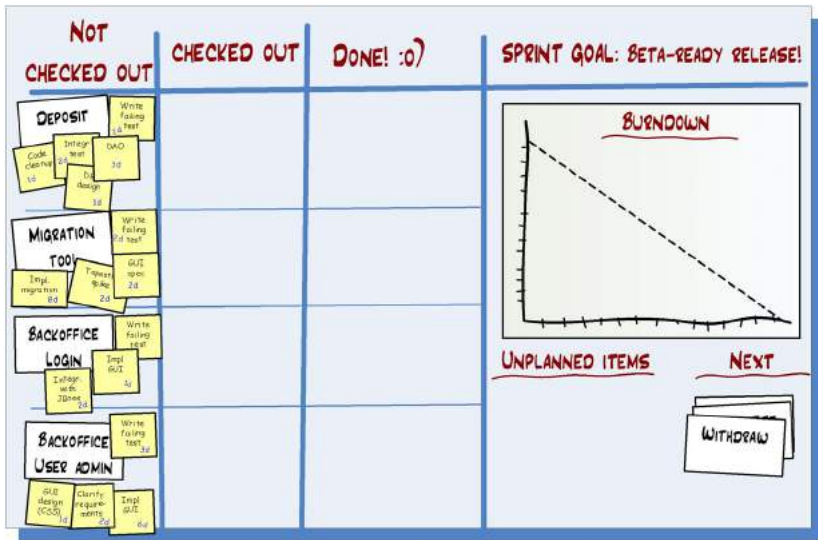 NOT
CHECKED OUT
CHECKED OUT
DONE! :o)
SPRINT GOAL: BETA-READY RELEASE!
DEPOSIT
Write
failing
test
2d
Code
cleanup
1d
Integr.
test
2d
DAO
3d
design
3d
MIGRATION
TOOL
Write
failing
test
2d
GUI
spec
2d
Impl.
migration
8d
spike
2d
BACKOFFICE
LOGIN
Write
failing
test
Impl
GUI
Integr.
with
JBoss
2d
BACKOFFICE
USER ADMIN
Write
failing
test
3d
GUI
design
(CSS)
1d
Clarify
require-
ments
2d
Impl
GUI
6d
BURNDOWN
UNPLANNED ITEMS
NEXT
WITHDRAW